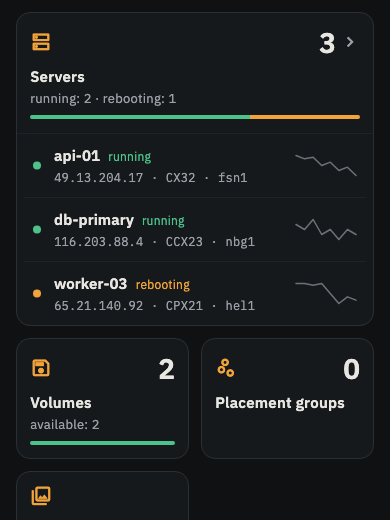 3
Servers
running: 2 · rebooting: 1
api-01 running
49.13.204.17 · CX32 · fsn1
db-primary running
116.203.88.4 · CCX23 · nbg1
worker-03 rebooting
65.21.140.92 · CPX21 · hel1
2
Volumes
available: 2
0
Placement groups